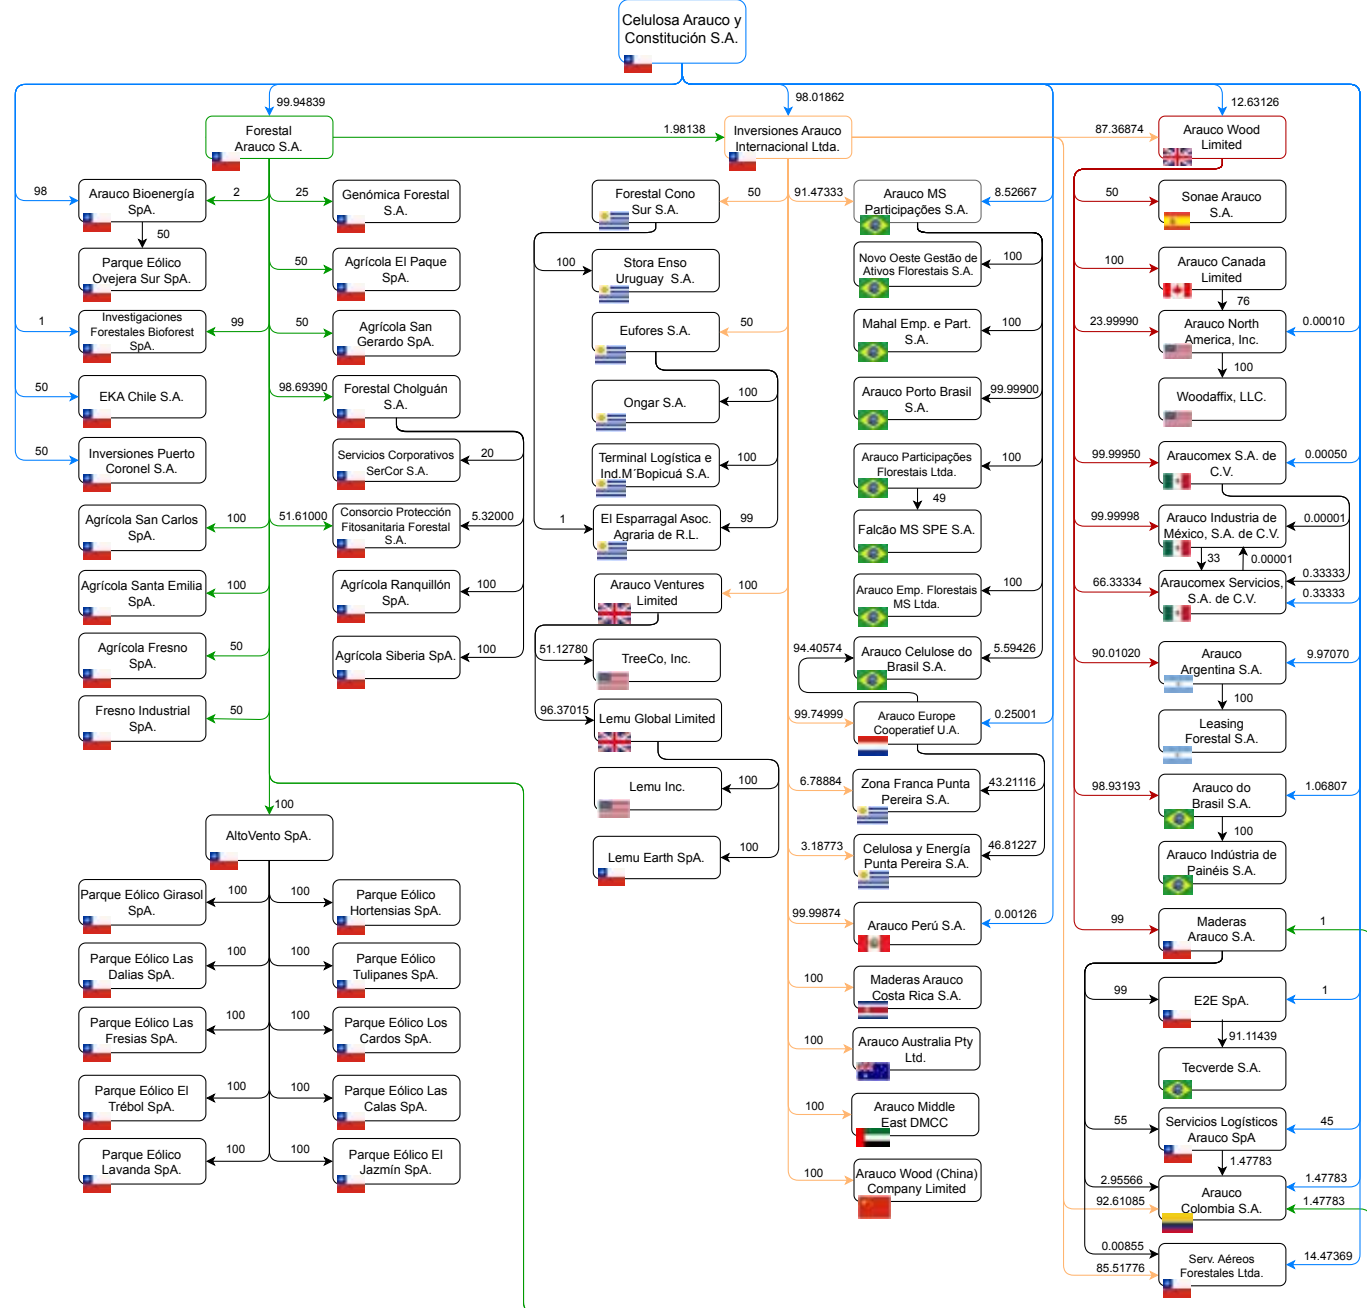 Celulosa Arauco y
Constitución S.A.
99.94839
98.01862
12.63126
Forestal
Arauco S.A.
1.98138
Inversiones Arauco
Internacional Ltda.
87.36874
Arauco Wood
Limited
98
Arauco Bioenergía
SpA.
2
25
Genómica Forestal
S.A.
Forestal Cono
Sur S.A.
50
91.47333
Arauco MS
Participações S.A.
8.52667
50
Sonae Arauco
S.A.
50
Parque Eólico
Ovejera Sur SpA.
50
Agrícola El Paque
SpA.
100
Stora Enso
Uruguay S.A.
Novo Oeste Gestão de
Ativos Florestais S.A.
100
100
Arauco Canada
Limited
76
1
Investigaciones
Forestales Bioforest
SpA.
99
50
Agrícola San
Gerardo SpA.
Eufores S.A.
50
Mahal Emp. e Part.
S.A.
100
23.99990
Arauco North
America, Inc.
0.00010
100
50
EKA Chile S.A.
98.69390
Forestal Cholguán
S.A.
Ongar S.A.
100
Arauco Porto Brasil
S.A.
99.99900
Woodaffix, LLC.
50
Inversiones Puerto
Coronel S.A.
Servicios Corporativos
SerCor S.A.
20
Terminal Logística e
Ind.M´Bopicuá S.A.
100
Arauco Participações
Florestais Ltda.
100
49
99.99950
Araucomex S.A. de
C.V.
0.00050
Agrícola San Carlos
SpA.
100
51.61000
Consorcio Protección
Fitosanitaria Forestal
S.A.
5.32000
1
El Esparragal Asoc.
Agraria de R.L.
99
Falcão MS SPE S.A.
99.99998
Arauco Industria de
México, S.A. de C.V.
0.00001
33
0.00001
Agrícola Santa Emilia
SpA.
100
Agrícola Ranquillón
SpA.
100
Arauco Ventures
Limited
100
Arauco Emp. Florestais
MS Ltda.
100
66.33334
Araucomex Servicios,
S.A. de C.V.
0.33333
0.33333
Agrícola Fresno
SpA.
50
Agrícola Siberia SpA.
100
51.12780
TreeCo, Inc.
94.40574
Arauco Celulose do
Brasil S.A.
5.59426
90.01020
Arauco
Argentina S.A.
9.97070
100
Fresno Industrial
SpA.
50
96.37015
Lemu Global Limited
99.74999
Arauco Europe
Cooperatief U.A.
0.25001
Leasing
Forestal S.A.
Lemu Inc.
100
6.78884
Zona Franca Punta
Pereira S.A.
43.21116
98.93193
Arauco do
Brasil S.A.
1.06807
100
100
AltoVento SpA.
Lemu Earth SpA.
100
3.18773
Celulosa y Energía
Punta Pereira S.A.
46.81227
Arauco Indústria de
Painéis S.A.
Parque Eólico Girasol
SpA.
100
100
Parque Eólico
Hortensias SpA.
99.99874
Arauco Perú S.A.
0.00126
99
Maderas
Arauco S.A.
1
Parque Eólico Las
Dalias SpA.
100
100
Parque Eólico
Tulipanes SpA.
100
Maderas Arauco
Costa Rica S.A.
99
E2E SpA.
1
91.11439
Parque Eólico Las
Fresias SpA.
100
100
Parque Eólico Los
Cardos SpA.
100
Arauco Australia Pty
Ltd.
Tecverde S.A.
Parque Eólico El
Trébol SpA.
100
100
Parque Eólico Las
Calas SpA.
100
Arauco Middle
East DMCC
55
Servicios Logísticos
Arauco SpA
45
1.47783
Parque Eólico
Lavanda SpA.
100
100
Parque Eólico El
Jazmín SpA.
100
Arauco Wood (China)
Company Limited
2.95566
92.61085
Arauco
Colombia S.A.
1.47783
1.47783
0.00855
85.51776
Serv. Aéreos
Forestales Ltda.
14.47369